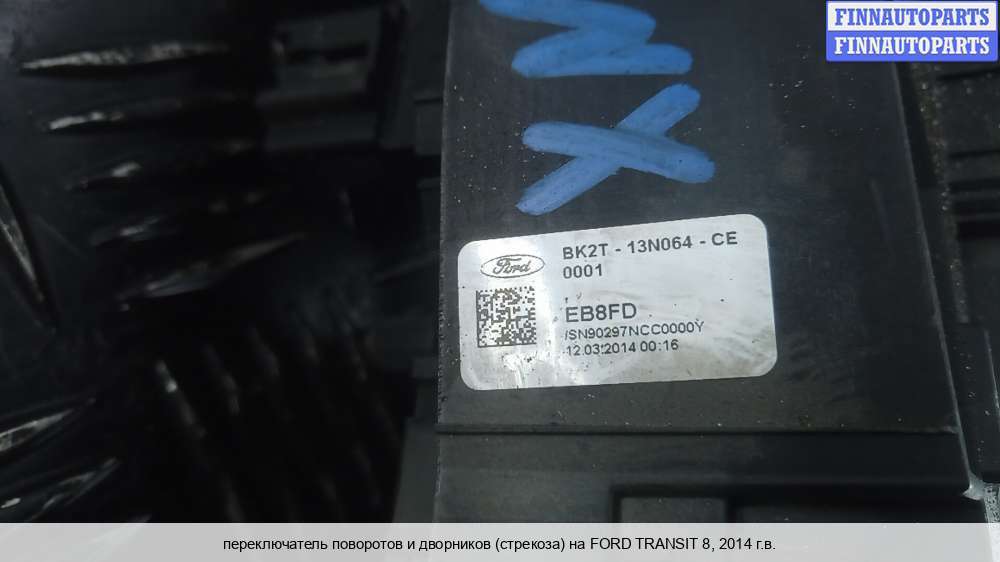 FINNAUTOPARTS
FINNAUTOPARTS
Ford
BK2T - 13N064 - CE
0001
EB8FD
/SN90297NCC0000Y
12.03.2014 00:16
переключатель поворотов и дворников (стрекоза) на FORD TRANSIT 8, 2014 г.в.